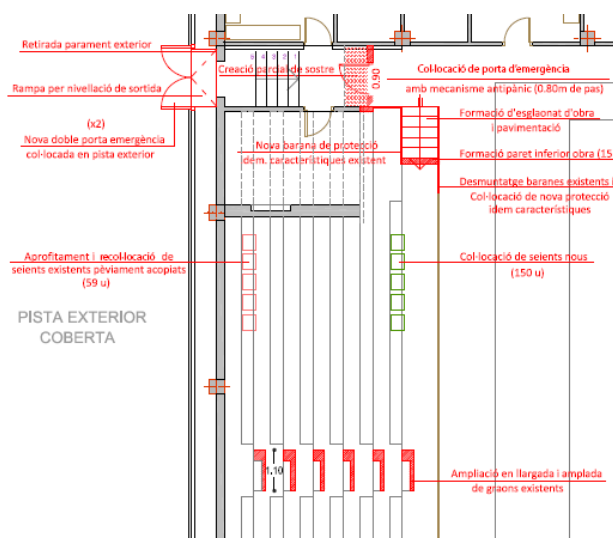 Retirada parament exterior
Rampa per nivellació de sortida
(x2)
Nova doble porta emergència
col·locada en pista exterior
Creació parcial de sostre
0.90
Col·locació de porta d'emergència
amb mecanisme antipànic (0.80m de pas)
Formació d'esglaonat d'obra
i pavimentació
Nova barana de protecció
ídem. característiques existent
Formació paret inferior obra (15
Desmuntatge baranes existents i
Col·locació de nova protecció
ídem característiques
Aprofitament i recol·locació de
seients existents pèviament acopiats
(59 u)
Col·locació de seients nous
(150 u)
PISTA EXTERIOR
COBERTA
1.10
Ampliació en llargada i amplada
de graons existents